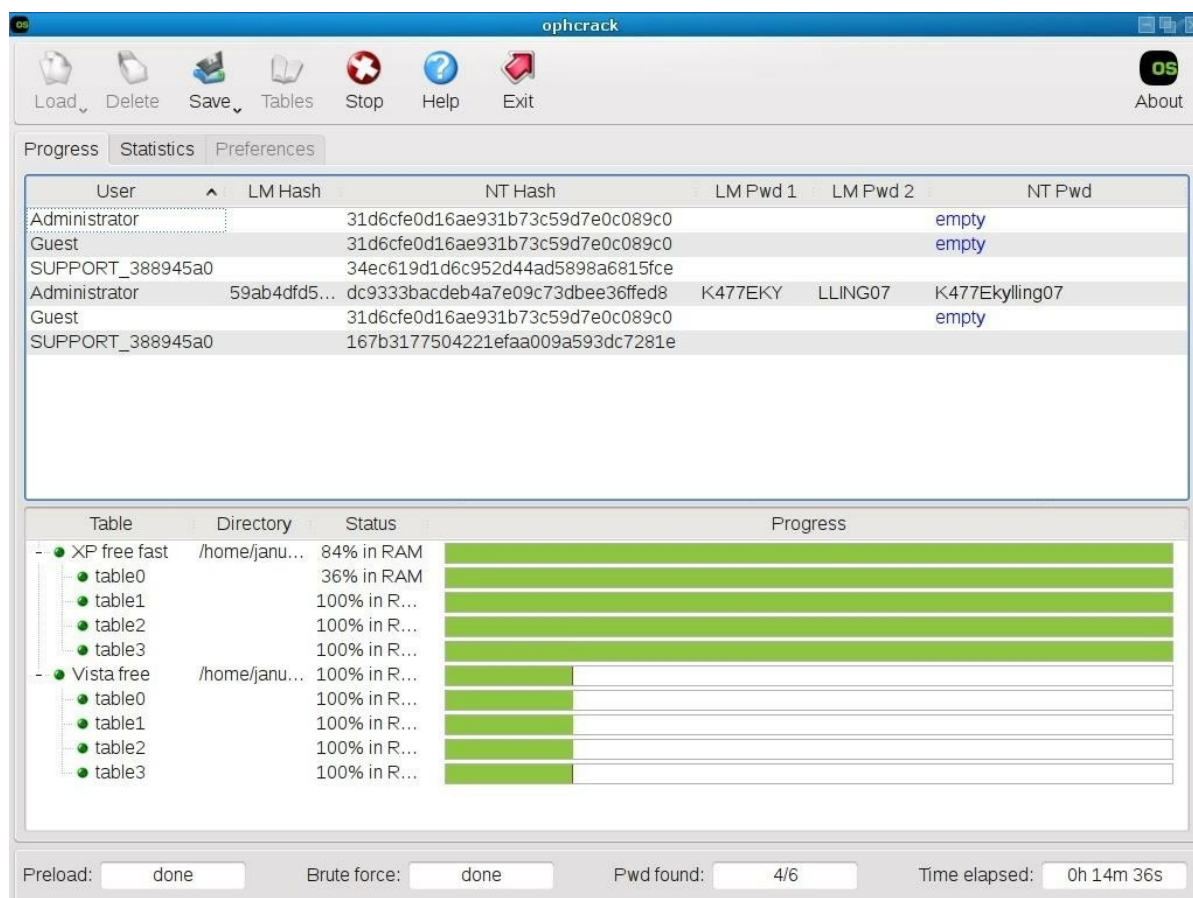 os ophcrack
Load Delete Save Tables Stop Help Exit OS About
Progress Statistics Preferences
User LM Hash NT Hash LM Pwd 1 LM Pwd 2 NT Pwd
Administrator 31d6cfe0d16ae931b73c59d7e0c089c0 empty
Guest 31d6cfe0d16ae931b73c59d7e0c089c0 empty
SUPPORT_388945a0 34ec619d1d6c952d44ad5898a6815fce
Administrator 59ab4dfd5... dc9333bacdeb4a7e09c73dbee36ffed8 K477EKY LLING07 K477Ekylling07
Guest 31d6cfe0d16ae931b73c59d7e0c089c0 empty
SUPPORT_388945a0 167b3177504221efaa009a593dc7281e
Table Directory Status Progress
XP free fast /home/janu... 84% in RAM
table0 36% in RAM
table1 100% in R...
table2 100% in R...
table3 100% in R...
Vista free /home/janu... 100% in R...
table0 100% in R...
table1 100% in R...
table2 100% in R...
table3 100% in R...
Preload: done Brute force: done Pwd found: 4/6 Time elapsed: 0h 14m 36s